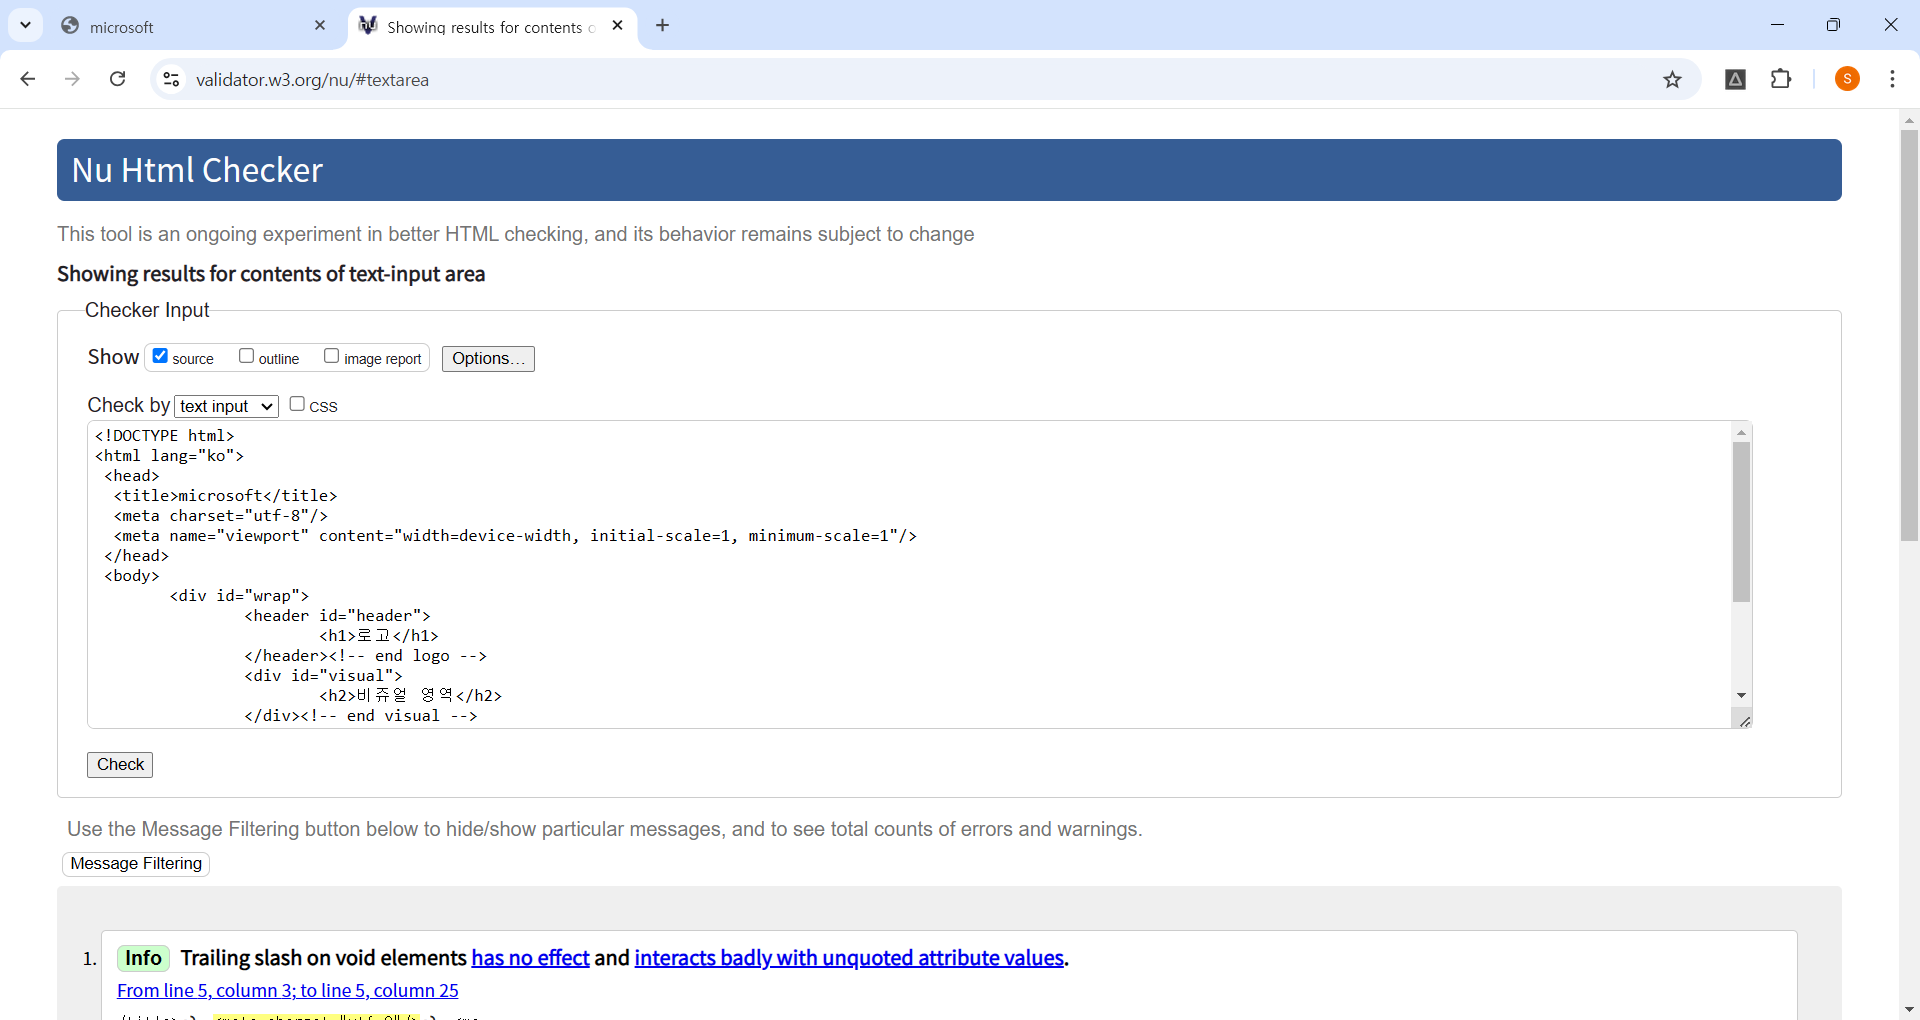 microsoft
Showing results for contents o
validator.w3.org/nu/#textarea
S
Nu Html Checker
This tool is an ongoing experiment in better HTML checking, and its behavior remains subject to change
Showing results for contents of text-input area
Checker Input
Show source outline image report Options...
Check by text input CSS
<!DOCTYPE html>
<html lang="ko">
<head>
<title>microsoft</title>
<meta charset="utf-8"/>
<meta name="viewport" content="width=device-width, initial-scale=1, minimum-scale=1"/>
</head>
<body>
<div id="wrap">
<header id="header">
<h1>로고</h1>
</header><!-- end logo -->
<div id="visual">
<h2>비쥬얼 영역</h2>
</div><!-- end visual -->
Check
Use the Message Filtering button below to hide/show particular messages, and to see total counts of errors and warnings.
Message Filtering
1. Info Trailing slash on void elements has no effect and interacts badly with unquoted attribute values.
From line 5, column 3; to line 5, column 25